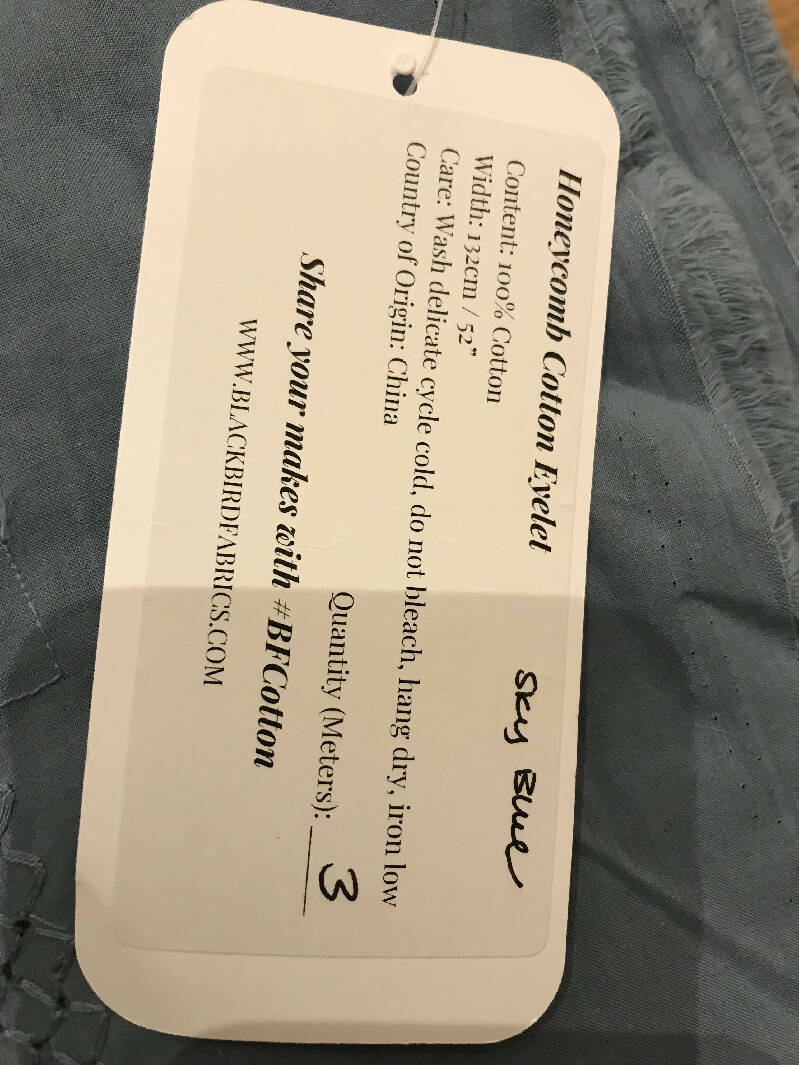 Honeycomb Cotton Eyelet Sky Blue
Content: 100% Cotton
Width: 132cm / 52"
Care: Wash delicate cycle cold, do not bleach, hang dry, iron low
Country of Origin: China
Quantity (Meters): 3
Share your makes with #BFCotton
WWW.BLACKBIRDFABRICS.COM